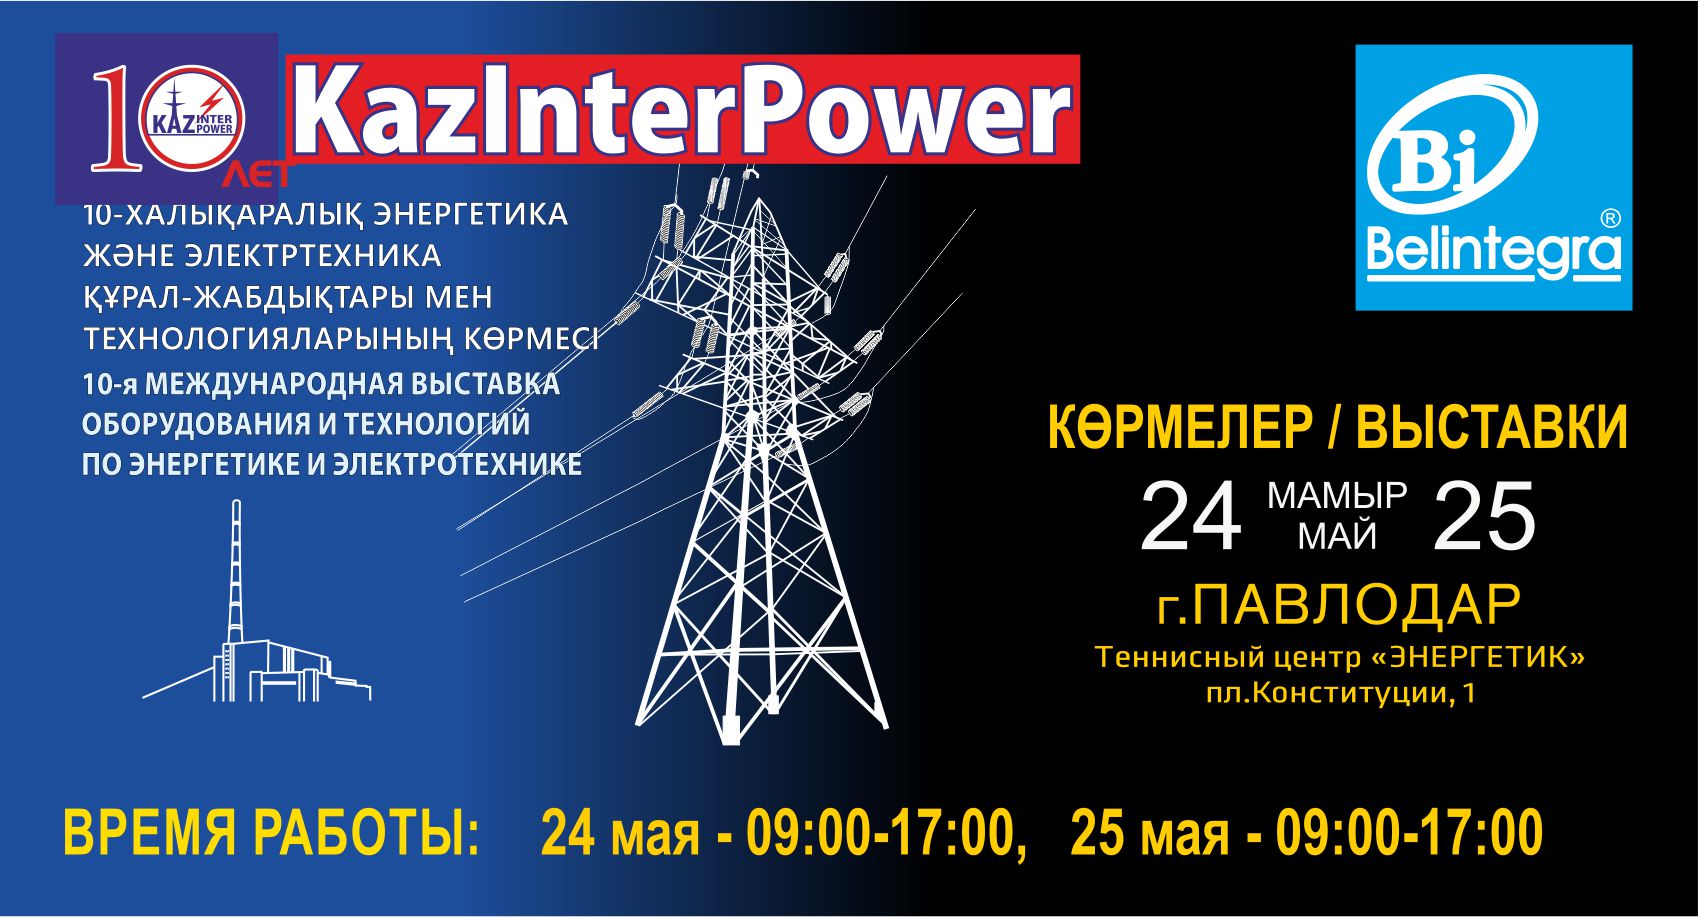 10
KAZ INTER POWER
ЛЕТ
KazInterPower
10-ХАЛЫҚАРАЛЫҚ ЭНЕРГЕТИКА
ЖӘНЕ ЭЛЕКТРТЕХНИКА
ҚҰРАЛ-ЖАБДЫҚТАРЫ МЕН
ТЕХНОЛОГИЯЛАРЫНЫҢ КӨРМЕСІ
10-я МЕЖДУНАРОДНАЯ ВЫСТАВКА
ОБОРУДОВАНИЯ И ТЕХНОЛОГИЙ
ПО ЭНЕРГЕТИКЕ И ЭЛЕКТРОТЕХНИКЕ
Bi
Belintegra®
КӨРМЕЛЕР / ВЫСТАВКИ
24 МАМЫР МАЙ 25
г.ПАВЛОДАР
Теннисный центр «ЭНЕРГЕТИК»
пл.Конституции, 1
ВРЕМЯ РАБОТЫ: 24 мая - 09:00-17:00, 25 мая - 09:00-17:00